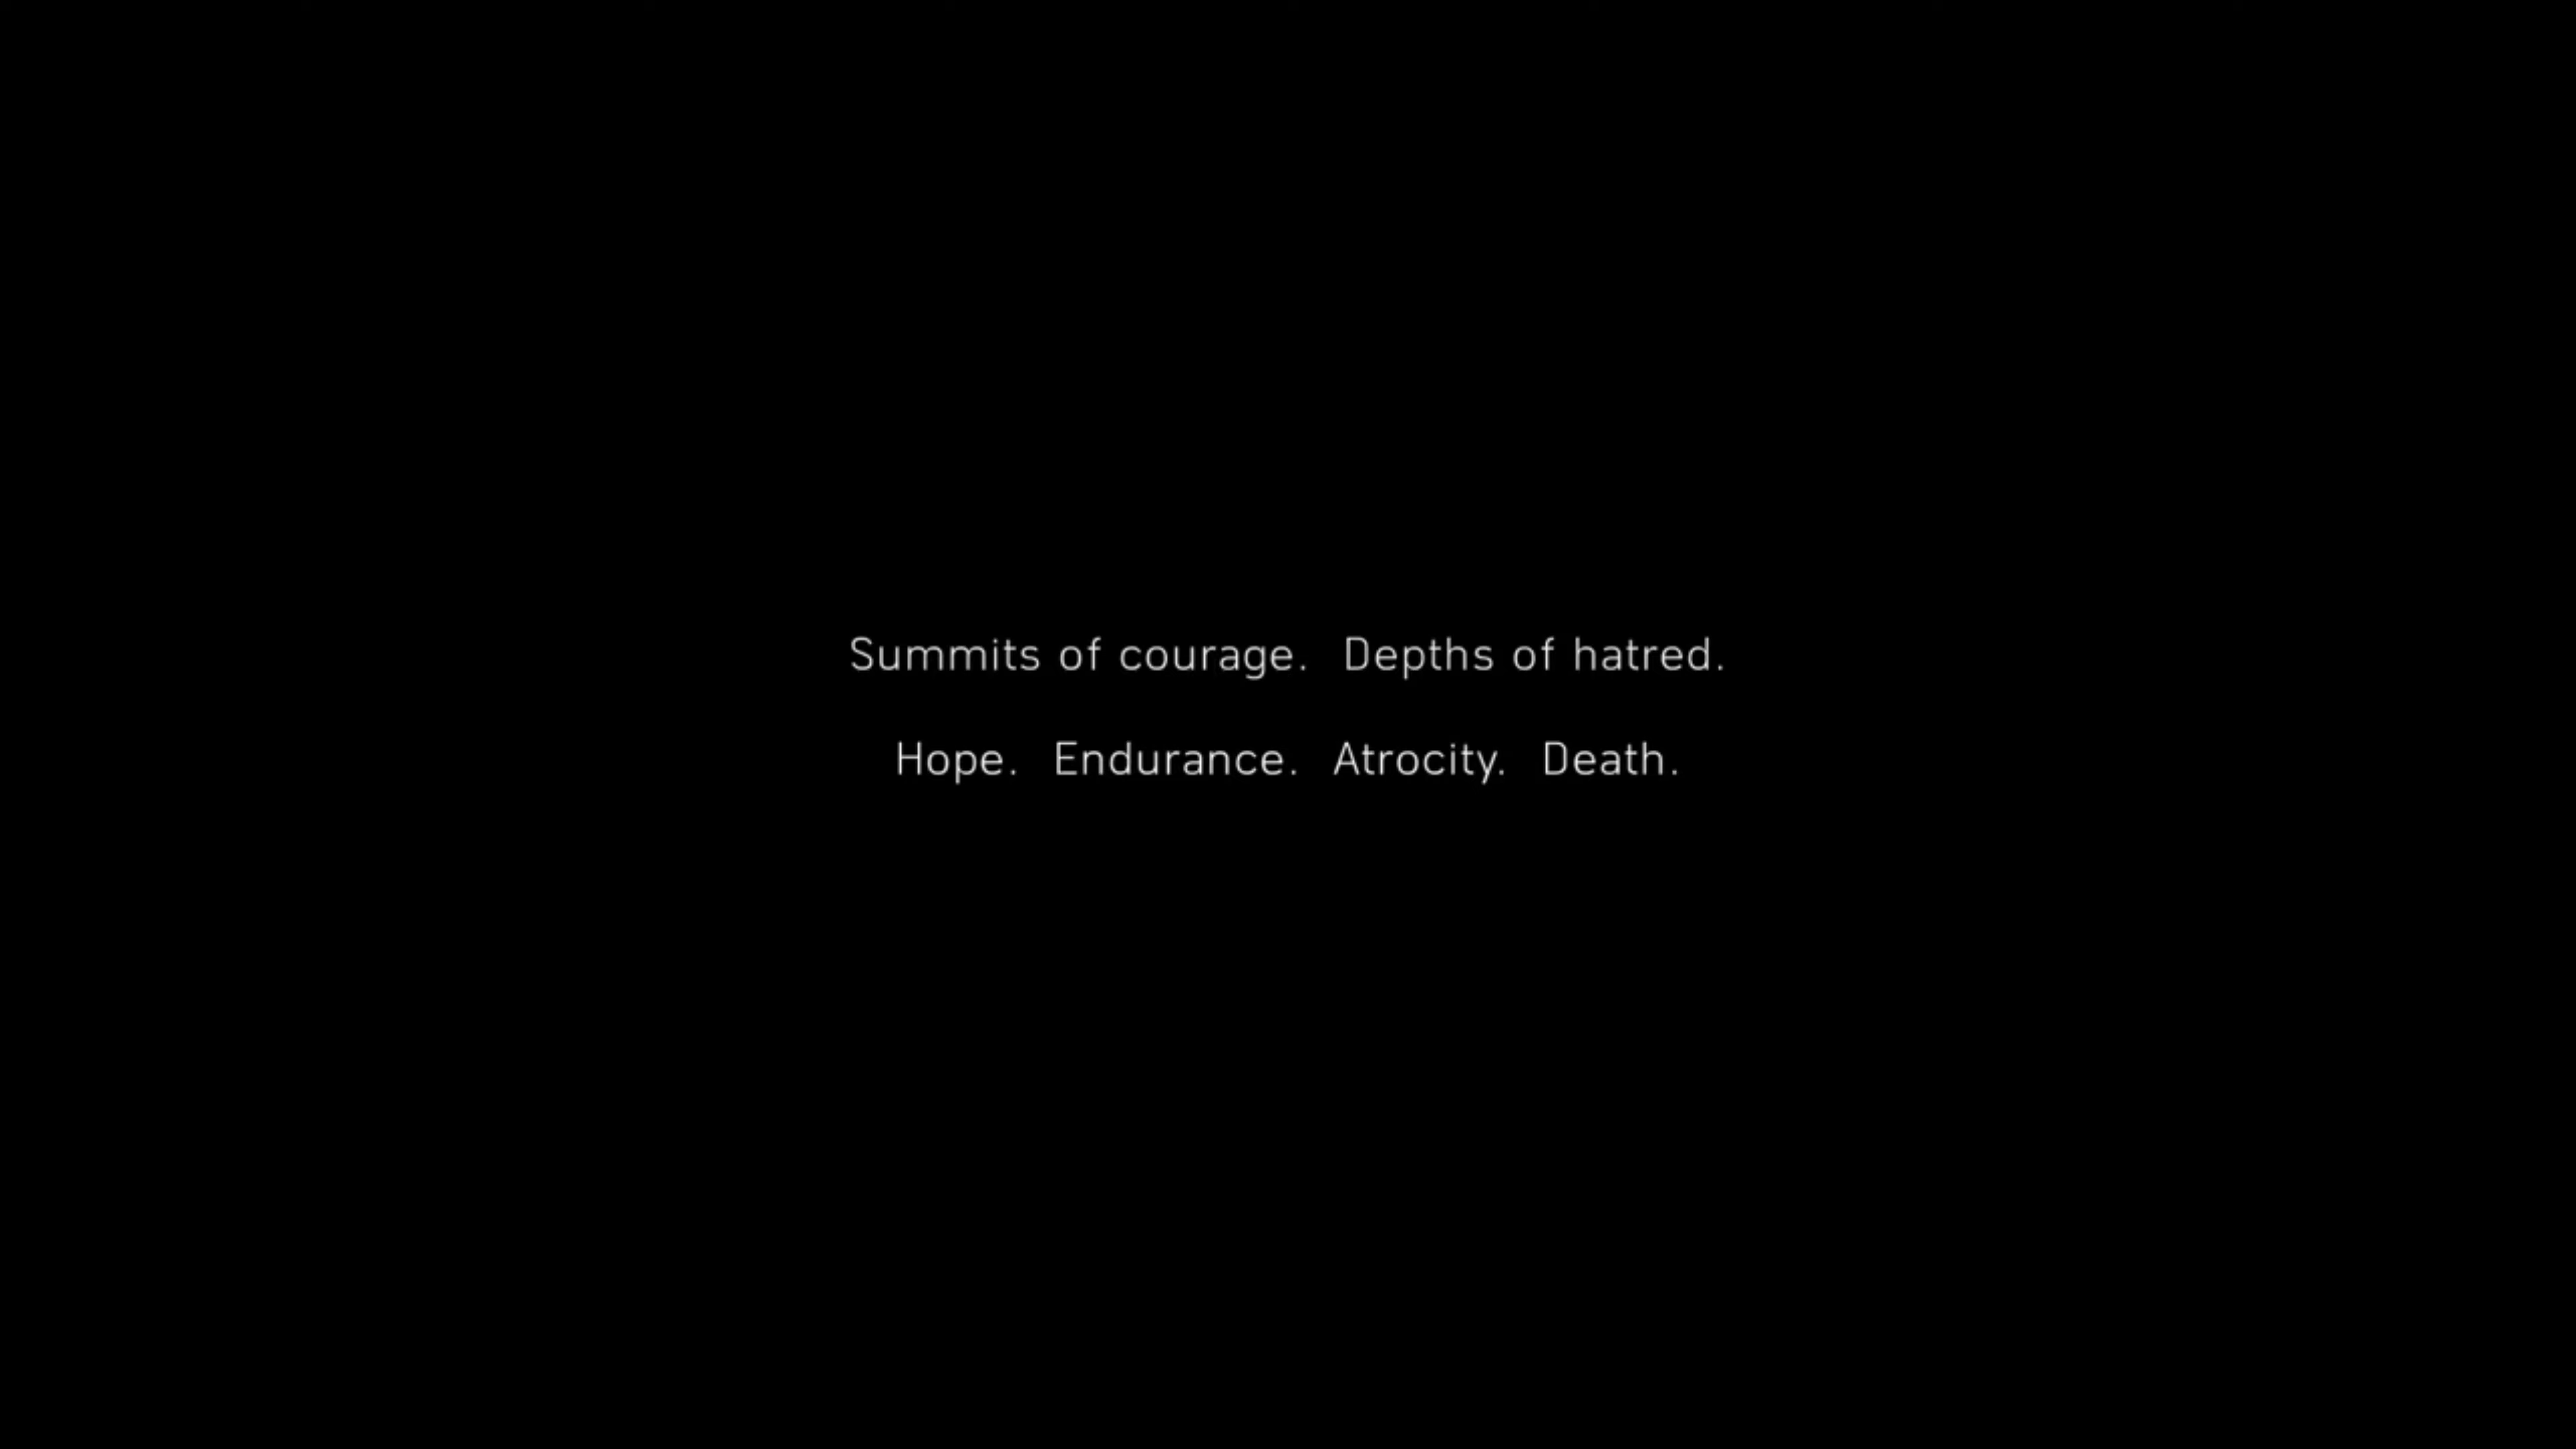 Summits of courage.  Depths of hatred.
Hope.  Endurance.  Atrocity.  Death.